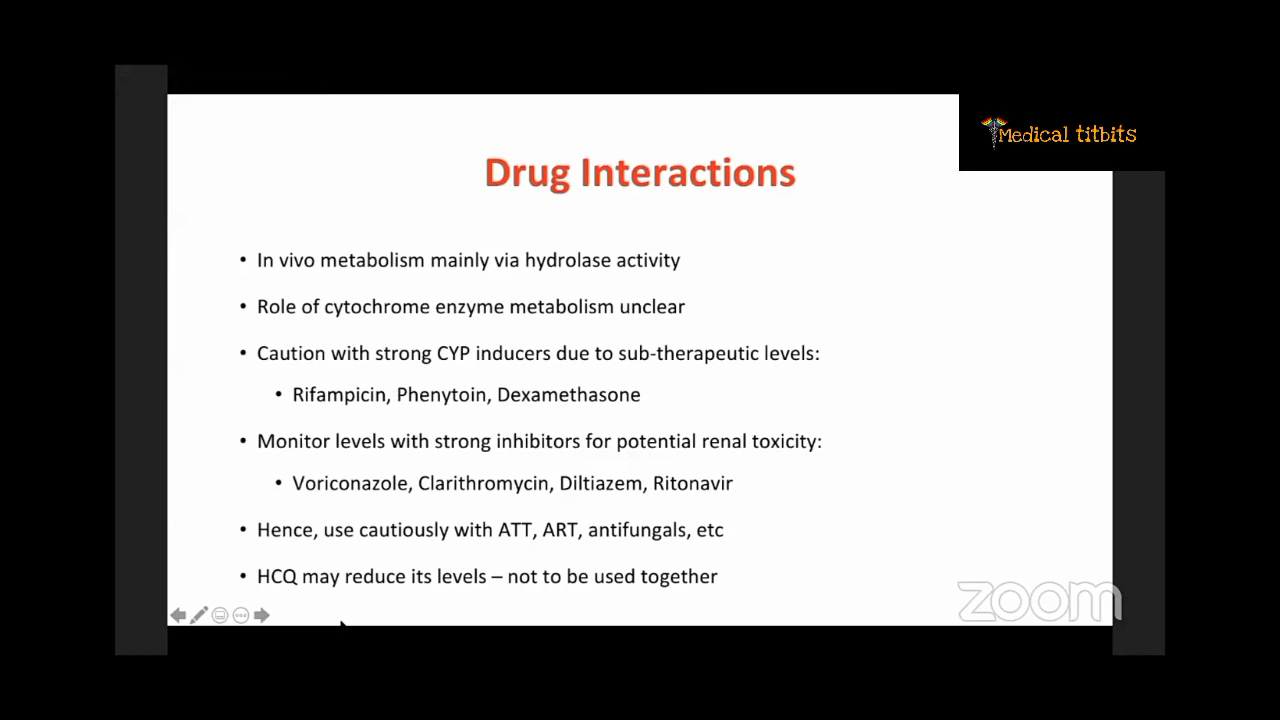 Medical titbits
Drug Interactions
• In vivo metabolism mainly via hydrolase activity
• Role of cytochrome enzyme metabolism unclear
• Caution with strong CYP inducers due to sub-therapeutic levels:
• Rifampicin, Phenytoin, Dexamethasone
• Monitor levels with strong inhibitors for potential renal toxicity:
• Voriconazole, Clarithromycin, Diltiazem, Ritonavir
• Hence, use cautiously with ATT, ART, antifungals, etc
• HCQ may reduce its levels – not to be used together
zoom